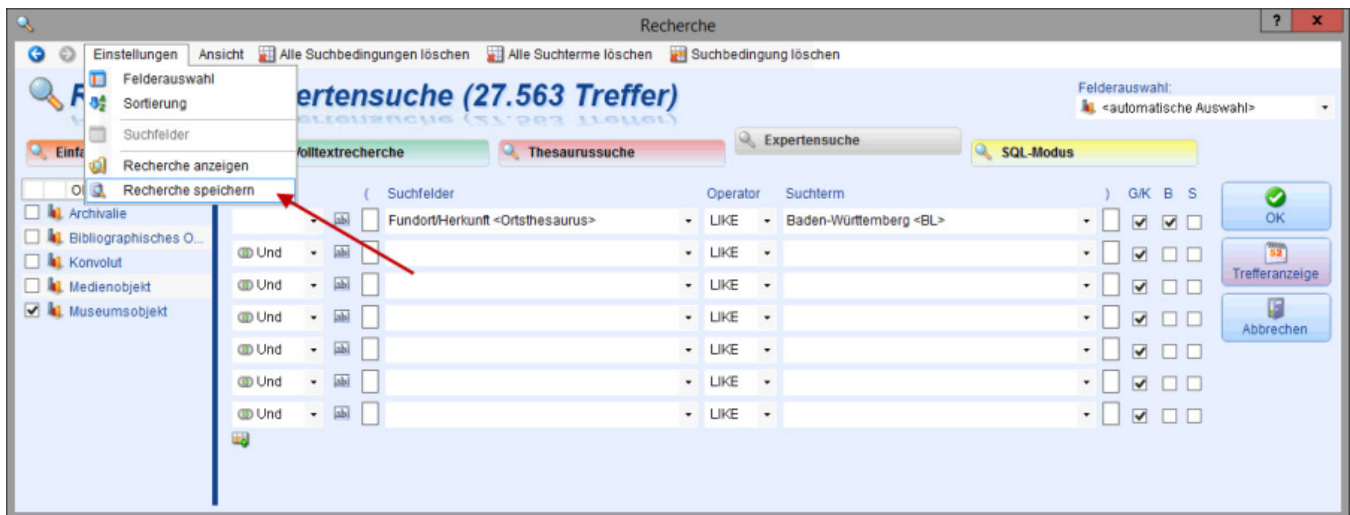 Recherche
? x
Einstellungen Ansicht Alle Suchbedingungen löschen Alle Suchterme löschen Suchbedingung löschen
Felderauswahl
Sortierung
Suchfelder
Recherche anzeigen
Recherche speichern
ertensuche (27.563 Treffer)
Felderauswahl:
<automatische Auswahl>
Volltextrecherche Thesaurussuche Expertensuche SQL-Modus
( Suchfelder Operator Suchterm ) G/K B S
Archivalie
Bibliographisches O...
Konvolut
Medienobjekt
Museumsobjekt
Fundort/Herkunft <Ortsthesaurus> LIKE Baden-Württemberg <BL>
Und LIKE
Und LIKE
Und LIKE
Und LIKE
Und LIKE
Und LIKE
OK
Trefferanzeige
Abbrechen